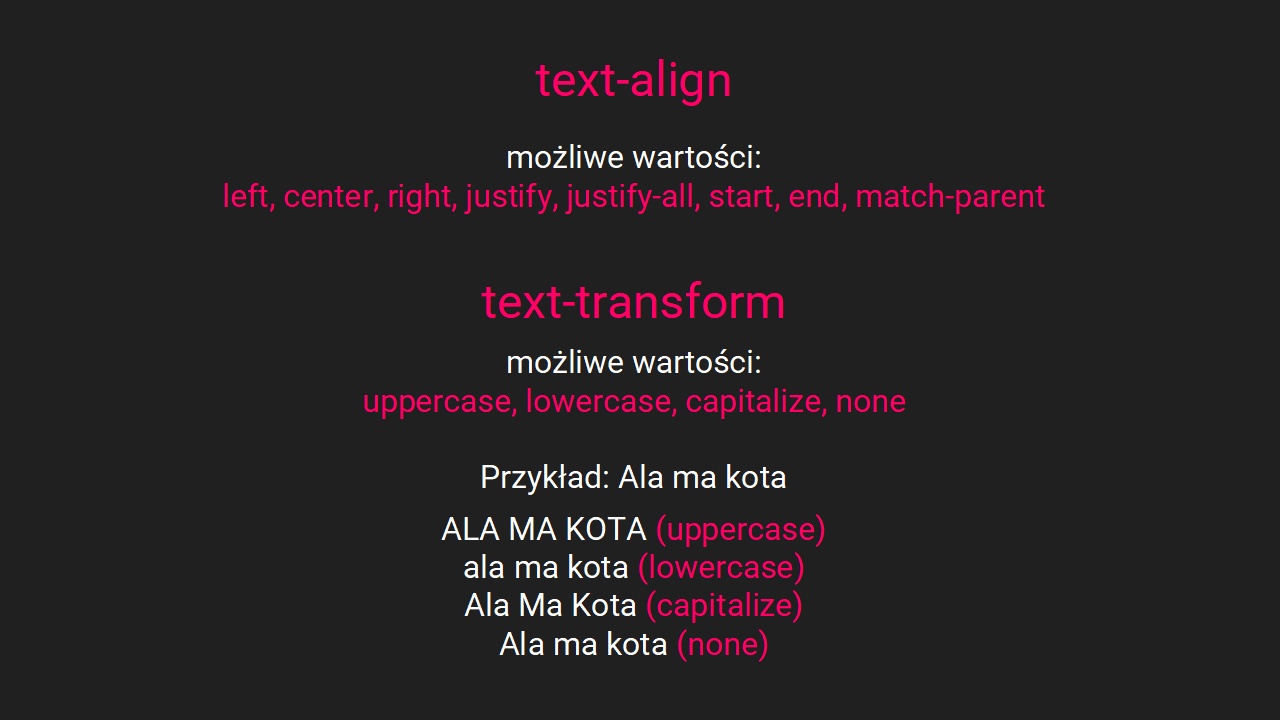 text-align
możliwe wartości:
left, center, right, justify, justify-all, start, end, match-parent
text-transform
możliwe wartości:
uppercase, lowercase, capitalize, none
Przykład: Ala ma kota
ALA MA KOTA (uppercase)
ala ma kota (lowercase)
Ala Ma Kota (capitalize)
Ala ma kota (none)